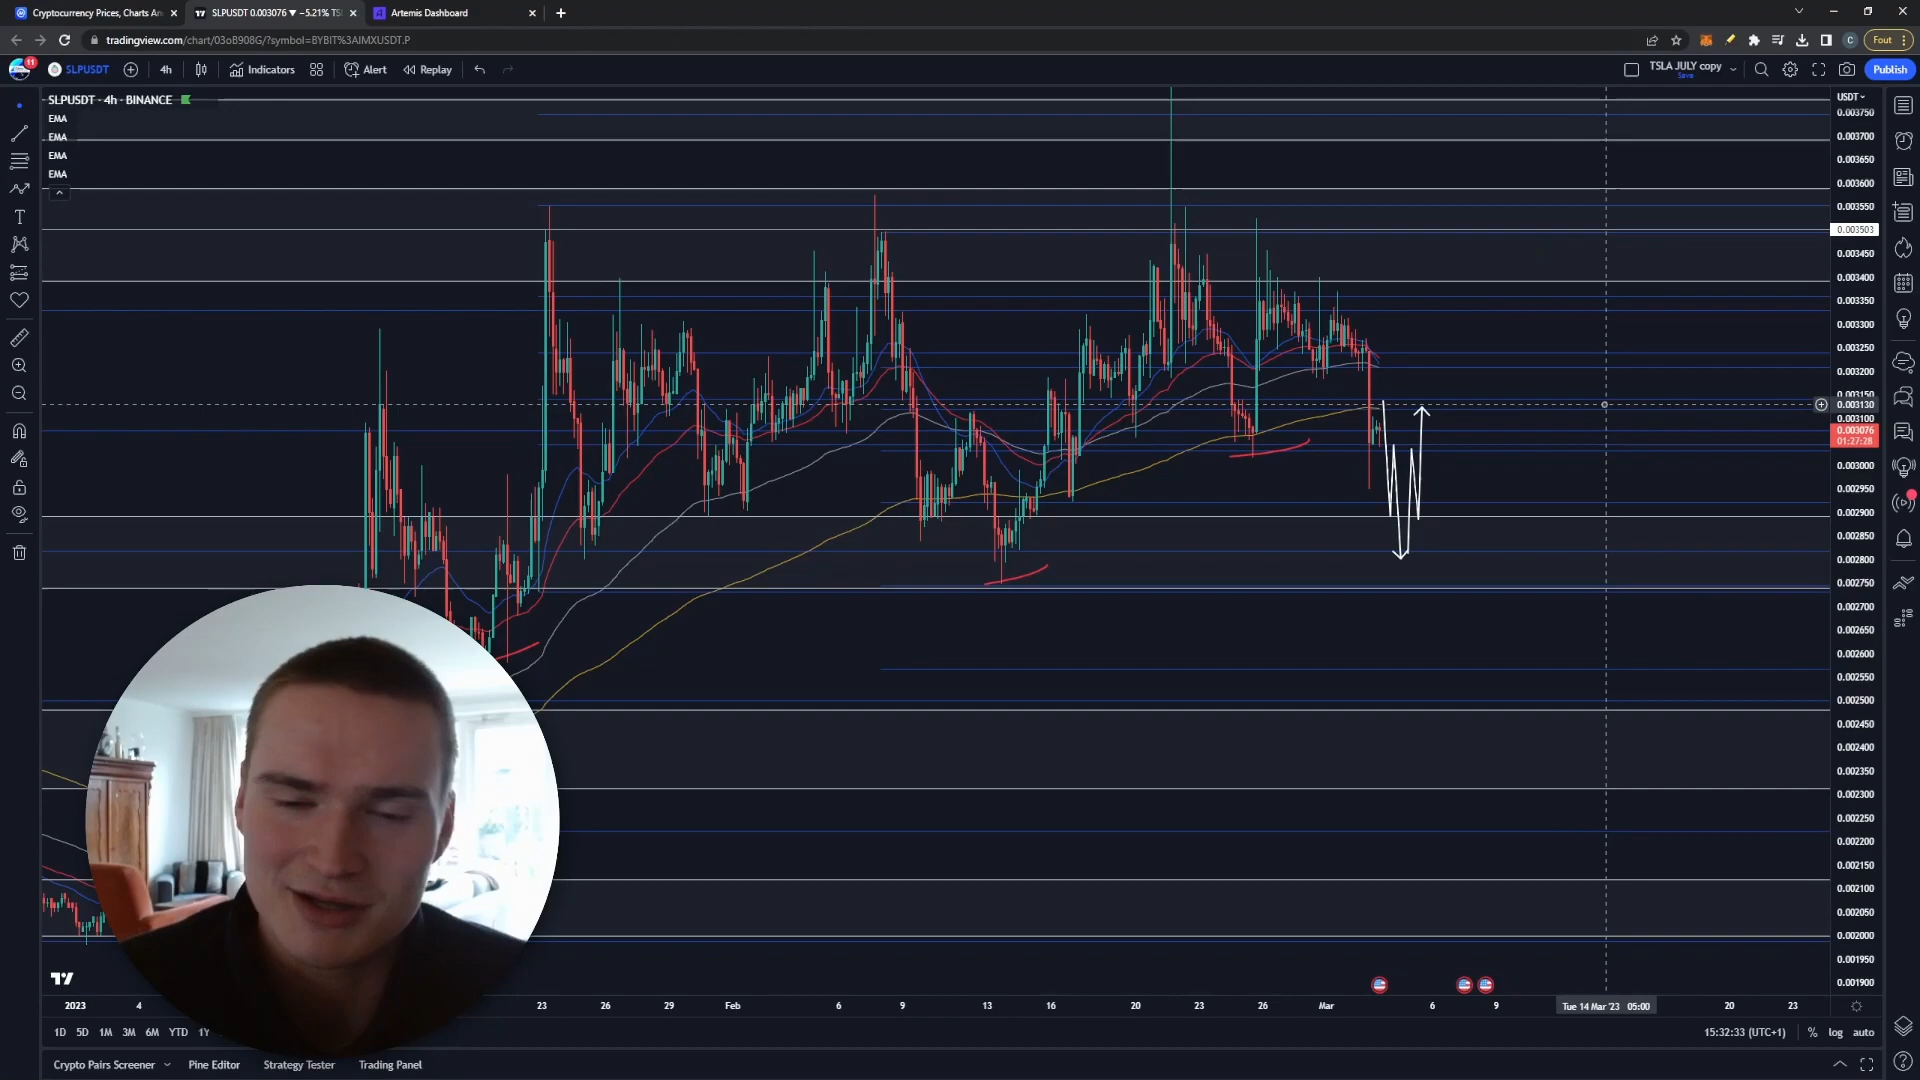 Cryptocurrency Prices, Charts An
SLPUSDT 0.003076 ▼ −5.21% TS
Artemis Dashboard
tradingview.com/chart/03oB908G/?symbol=BYBIT%3AIMXUSDT.P
Fout
11
SLPUSDT
4h
Indicators
Alert
Replay
TSLA JULY copy
Save
Publish
SLPUSDT · 4h · BINANCE
EMA
EMA
EMA
EMA
USDT
0.003750
0.003700
0.003650
0.003600
0.003550
0.003503
0.003450
0.003400
0.003350
0.003300
0.003250
0.003200
0.003150
0.003130
0.003100
0.003076
01:27:28
0.003000
0.002950
0.002900
0.002850
0.002800
0.002750
0.002700
0.002650
0.002600
0.002550
0.002500
0.002450
0.002400
0.002350
0.002300
0.002250
0.002200
0.002150
0.002100
0.002050
0.002000
0.001950
0.001900
2023
4
23
26
29
Feb
6
9
13
16
20
23
26
Mar
6
9
Tue 14 Mar '23 05:00
20
23
1D
5D
1M
3M
6M
YTD
1Y
15:32:33 (UTC+1)
%
log
auto
Crypto Pairs Screener
Pine Editor
Strategy Tester
Trading Panel